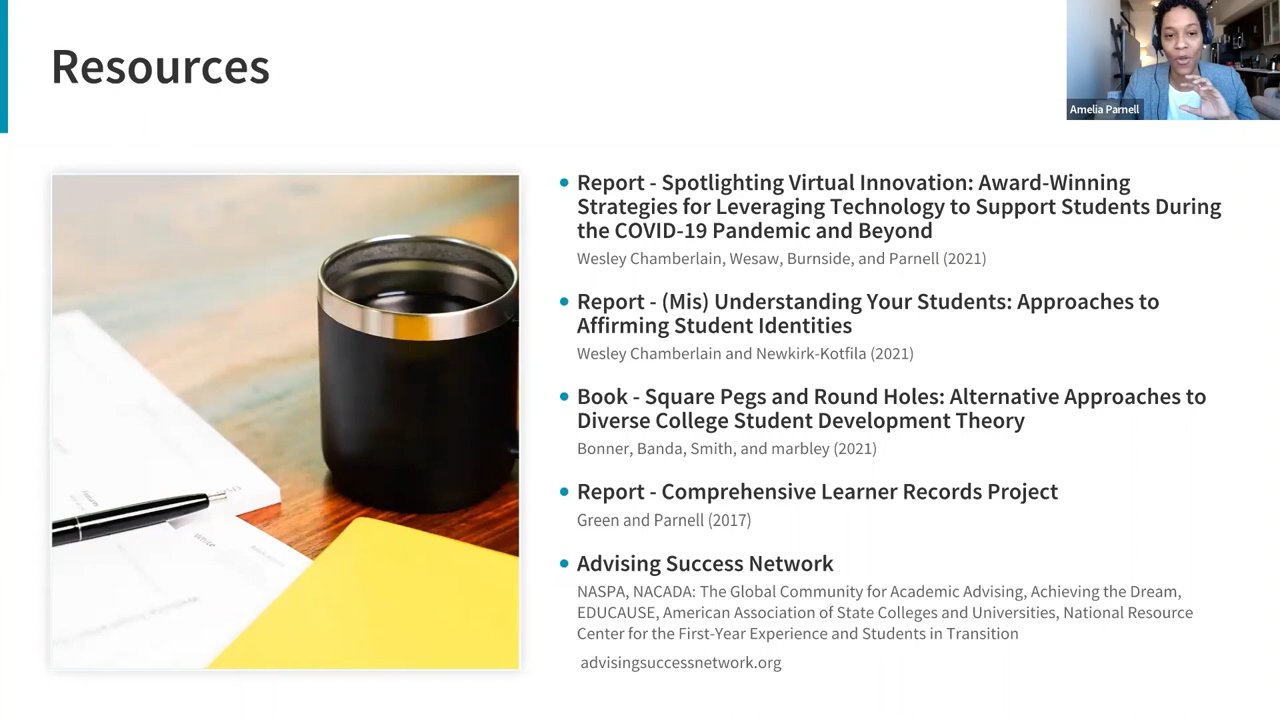 Resources
Amelia Parnell
Report - Spotlighting Virtual Innovation: Award-Winning
Strategies for Leveraging Technology to Support Students During
the COVID-19 Pandemic and Beyond
Wesley Chamberlain, Wesaw, Burnside, and Parnell (2021)
Report - (Mis) Understanding Your Students: Approaches to
Affirming Student Identities
Wesley Chamberlain and Newkirk-Kotfila (2021)
Book - Square Pegs and Round Holes: Alternative Approaches to
Diverse College Student Development Theory
Bonner, Banda, Smith, and marbley (2021)
Report - Comprehensive Learner Records Project
Green and Parnell (2017)
Advising Success Network
NASPA, NACADA: The Global Community for Academic Advising, Achieving the Dream,
EDUCAUSE, American Association of State Colleges and Universities, National Resource
Center for the First-Year Experience and Students in Transition
advisingsuccessnetwork.org